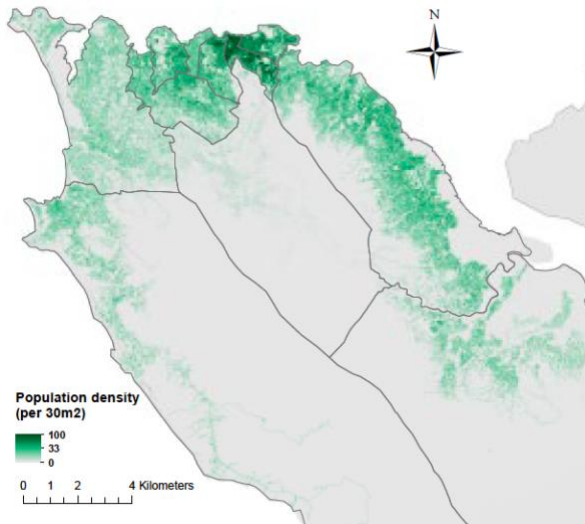 N
Population density
(per 30m2)
100
33
0
0 1 2 4 Kilometers